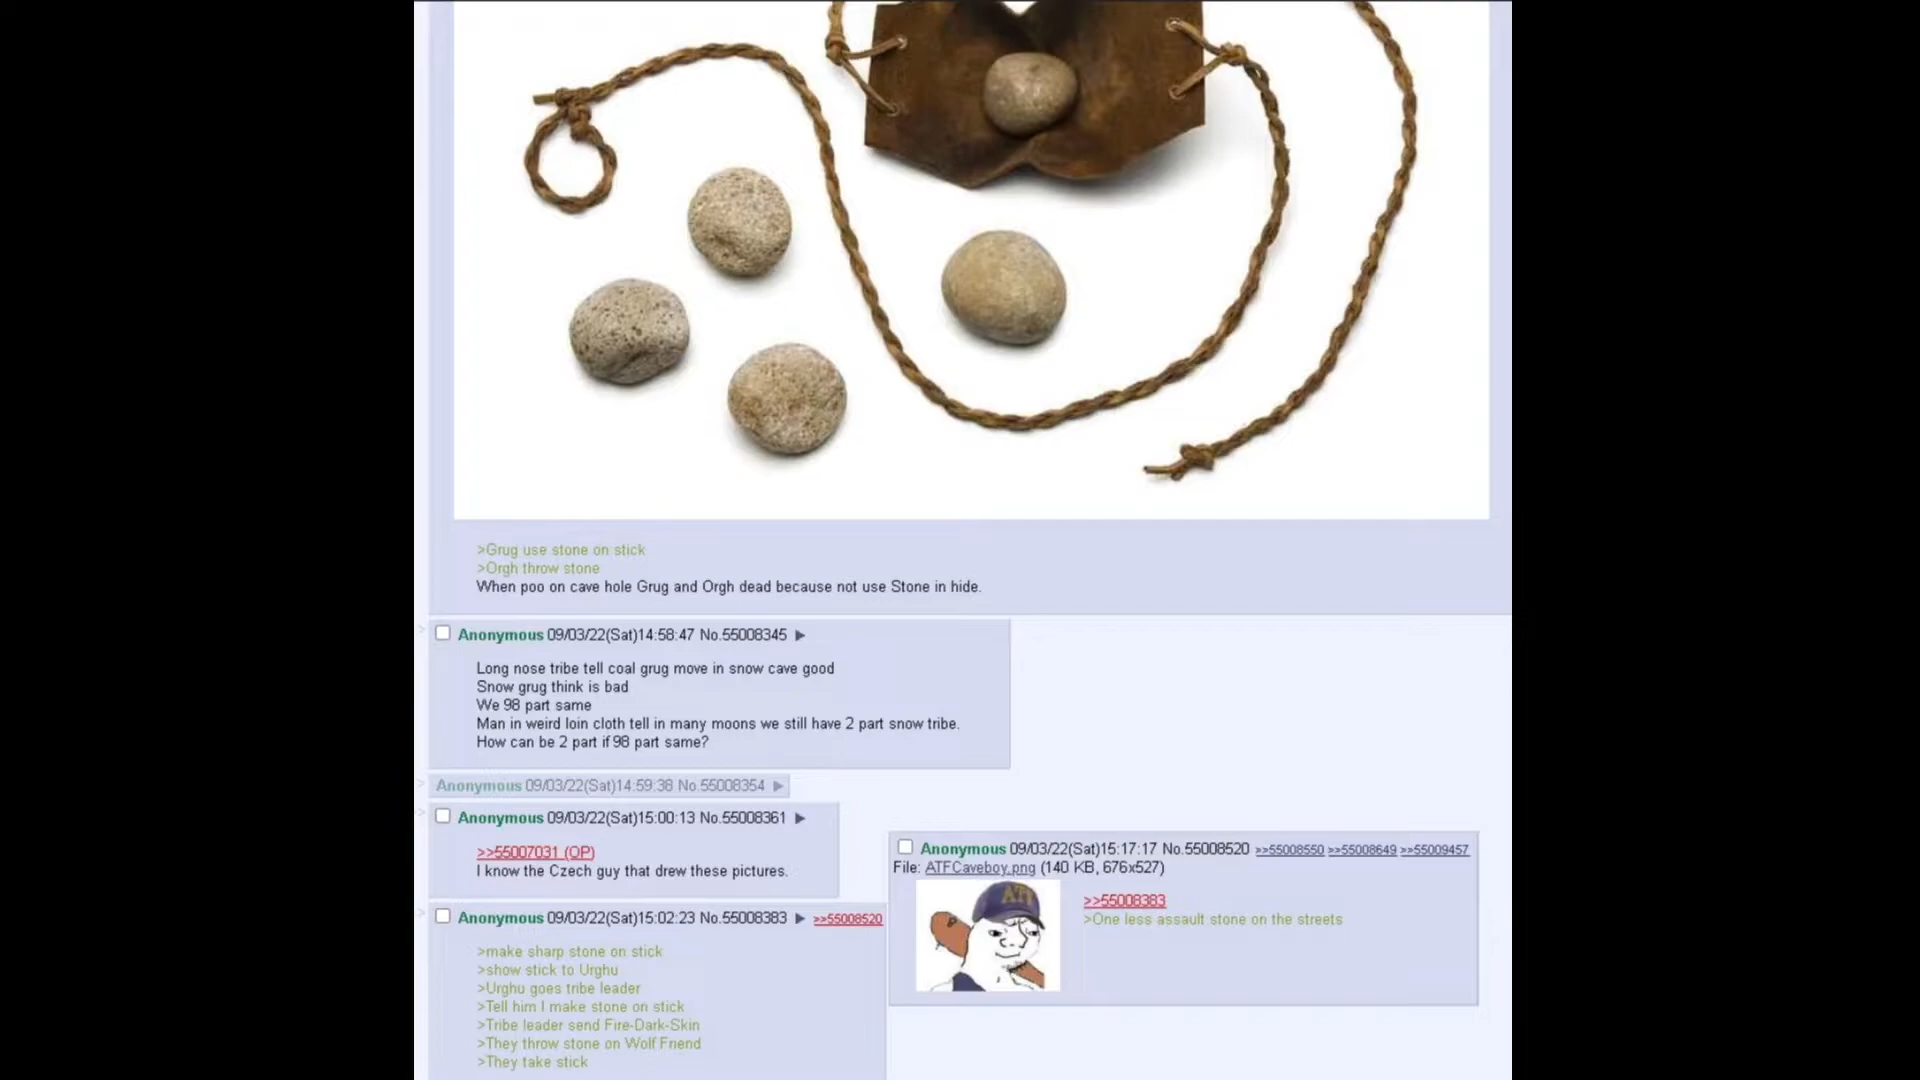 >Grug use stone on stick
>Orgh throw stone
When poo on cave hole Grug and Orgh dead because not use Stone in hide.
Anonymous 09/03/22(Sat)14:58:47 No.55008345 ▶
Long nose tribe tell coal grug move in snow cave good
Snow grug think is bad
We 98 part same
Man in weird loin cloth tell in many moons we still have 2 part snow tribe.
How can be 2 part if 98 part same?
Anonymous 09/03/22(Sat)14:59:38 No.55008354 ▶
Anonymous 09/03/22(Sat)15:00:13 No.55008361 ▶
>>55007031 (OP)
I know the Czech guy that drew these pictures.
Anonymous 09/03/22(Sat)15:02:23 No.55008383 ▶ >>55008520
>make sharp stone on stick
>show stick to Urghu
>Urghu goes tribe leader
>Tell him I make stone on stick
>Tribe leader send Fire-Dark-Skin
>They throw stone on Wolf Friend
>They take stick
Anonymous 09/03/22(Sat)15:17:17 No.55008520 >>55008550 >>55008649 >>55009457
File: ATFCaveboy.png (140 KB, 676x527)
ATF
>>55008383
>One less assault stone on the streets